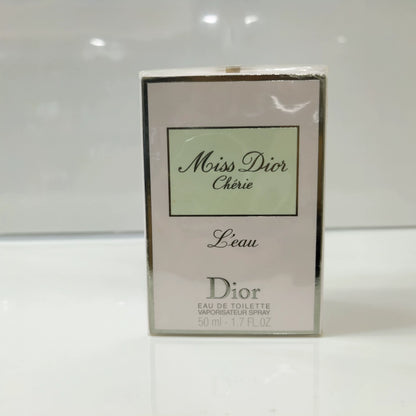 Miss Dior
Chérie
L'eau
Dior
EAU DE TOILETTE
VAPORISATEUR SPRAY
50 ml - 1.7 FL.OZ